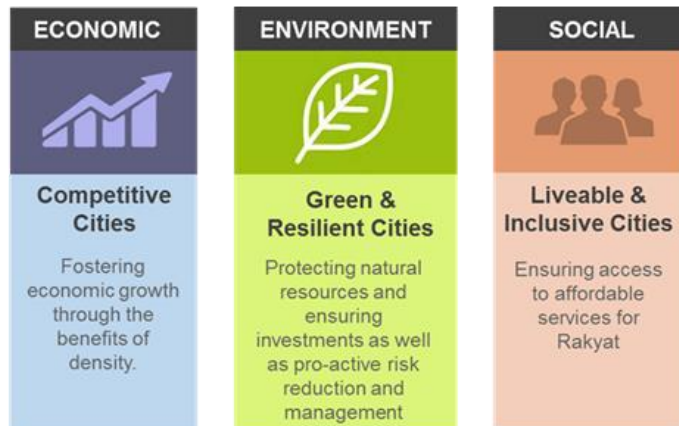 ECONOMIC
Competitive
Cities
Fostering
economic growth
through the
benefits of
density.
ENVIRONMENT
Green &
Resilient Cities
Protecting natural
resources and
ensuring
investments as well
as pro-active risk
reduction and
management
SOCIAL
Liveable &
Inclusive Cities
Ensuring access
to affordable
services for
Rakyat